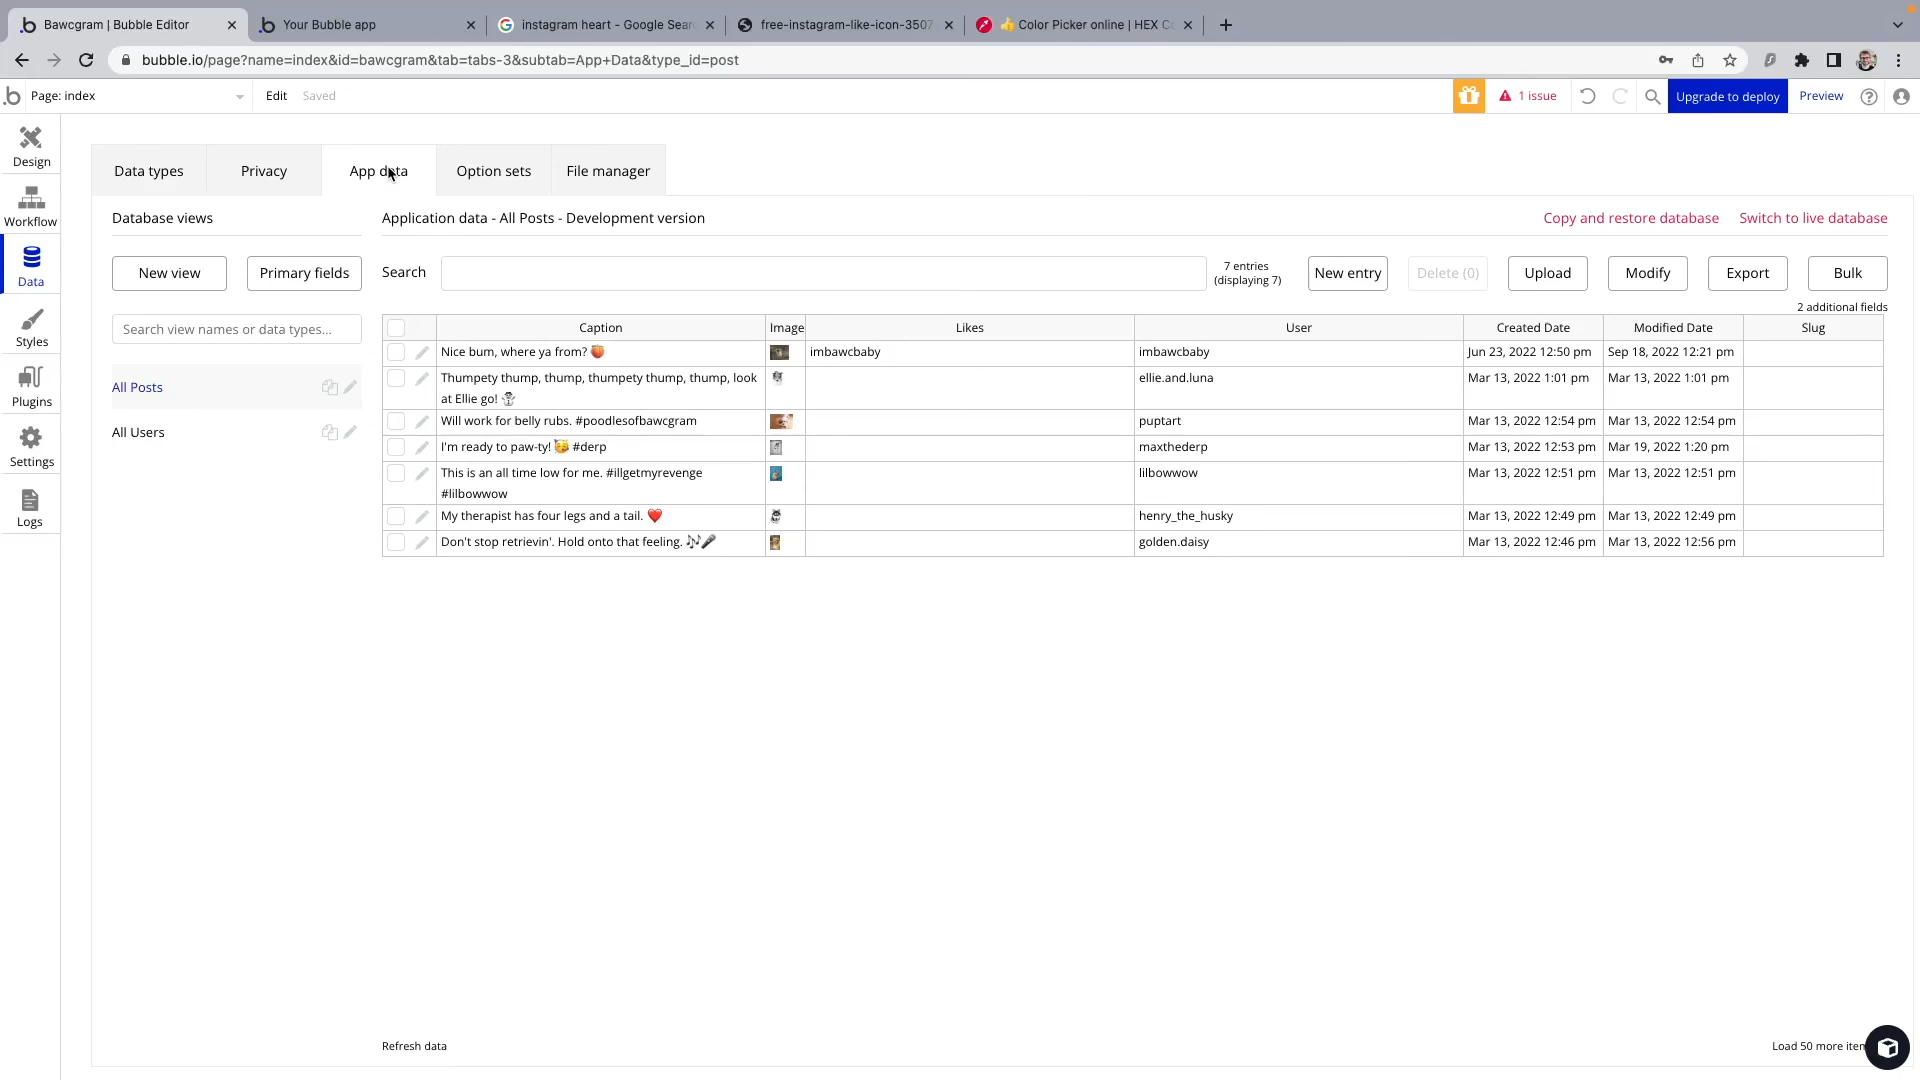 Bawcgram | Bubble Editor
Your Bubble app
instagram heart - Google Sear
free-instagram-like-icon-3507
👍 Color Picker online | HEX C
bubble.io/page?name=index&id=bawcgram&tab=tabs-3&subtab=App+Data&type_id=post
Page: index
Edit
Saved
1 issue
Upgrade to deploy
Preview
Design
Workflow
Data
Styles
Plugins
Settings
Logs
Data types
Privacy
App data
Option sets
File manager
Database views
Application data - All Posts - Development version
Copy and restore database
Switch to live database
New view
Primary fields
Search
7 entries
(displaying 7)
New entry
Delete (0)
Upload
Modify
Export
Bulk
2 additional fields
Search view names or data types...
All Posts
All Users
Caption Image Likes User Created Date Modified Date Slug
Nice bum, where ya from? 🍑 imbawcbaby imbawcbaby Jun 23, 2022 12:50 pm Sep 18, 2022 12:21 pm
Thumpety thump, thump, thumpety thump, thump, look ellie.and.luna Mar 13, 2022 1:01 pm Mar 13, 2022 1:01 pm
at Ellie go! ☃️
Will work for belly rubs. #poodlesofbawcgram puptart Mar 13, 2022 12:54 pm Mar 13, 2022 12:54 pm
I'm ready to paw-ty! 🥳 #derp maxthederp Mar 13, 2022 12:53 pm Mar 19, 2022 1:20 pm
This is an all time low for me. #illgetmyrevenge lilbowwow Mar 13, 2022 12:51 pm Mar 13, 2022 12:51 pm
#lilbowwow
My therapist has four legs and a tail. ❤️ henry_the_husky Mar 13, 2022 12:49 pm Mar 13, 2022 12:49 pm
Don't stop retrievin'. Hold onto that feeling. 🎶🎤 golden.daisy Mar 13, 2022 12:46 pm Mar 13, 2022 12:56 pm
Refresh data
Load 50 more iten